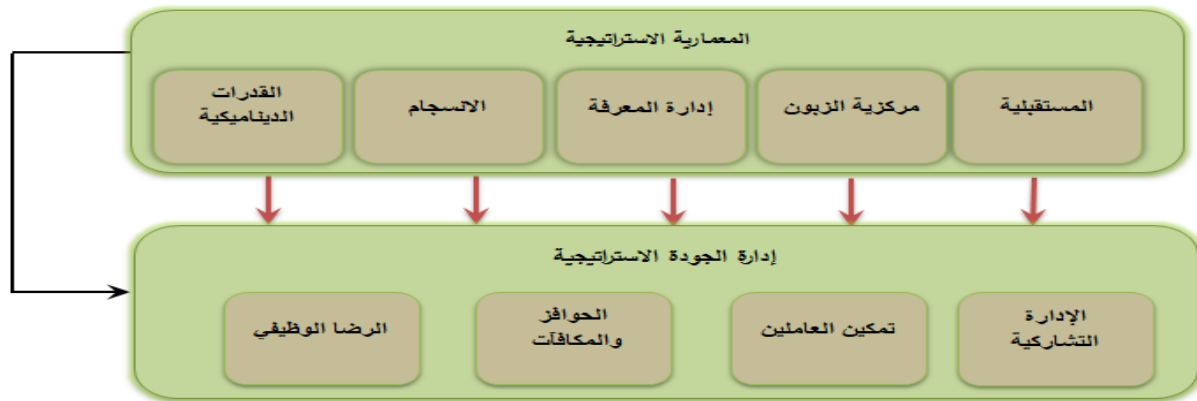 المعمارية الاستراتيجية
المستقبلية
مركزية الزبون
إدارة المعرفة
الانسجام
القدرات
الديناميكية
إدارة الجودة الاستراتيجية
الإدارة
التشاركية
تمكين العاملين
الحوافز
والمكافآت
الرضا الوظيفي